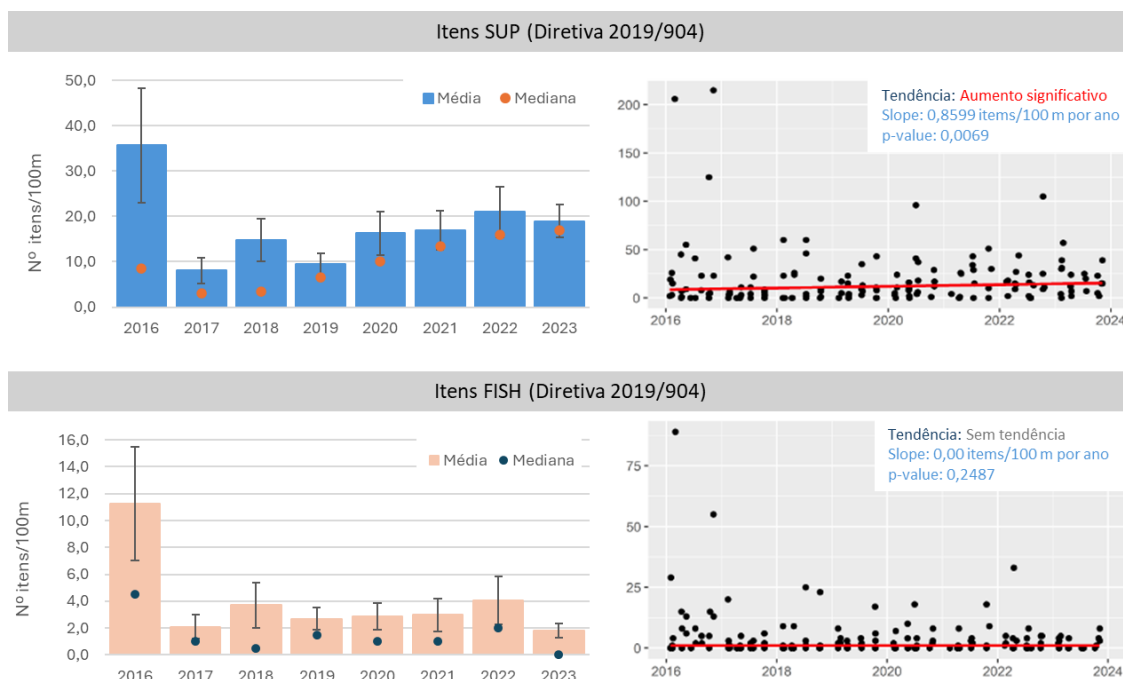 Itens SUP (Diretiva 2019/904)
50,0
40,0
30,0
20,0
10,0
0,0
Nº itens/100m
Média
Mediana
2016 2017 2018 2019 2020 2021 2022 2023
200
150
100
50
0
Tendência: Aumento significativo
Slope: 0,8599 items/100 m por ano
p-value: 0,0069
2016 2018 2020 2022 2024
Itens FISH (Diretiva 2019/904)
16,0
14,0
12,0
10,0
8,0
6,0
4,0
2,0
0,0
Nº itens/100m
Média
Mediana
2016 2017 2018 2019 2020 2021 2022 2023
75
50
25
0
Tendência: Sem tendência
Slope: 0,00 items/100 m por ano
p-value: 0,2487
2016 2018 2020 2022 2024